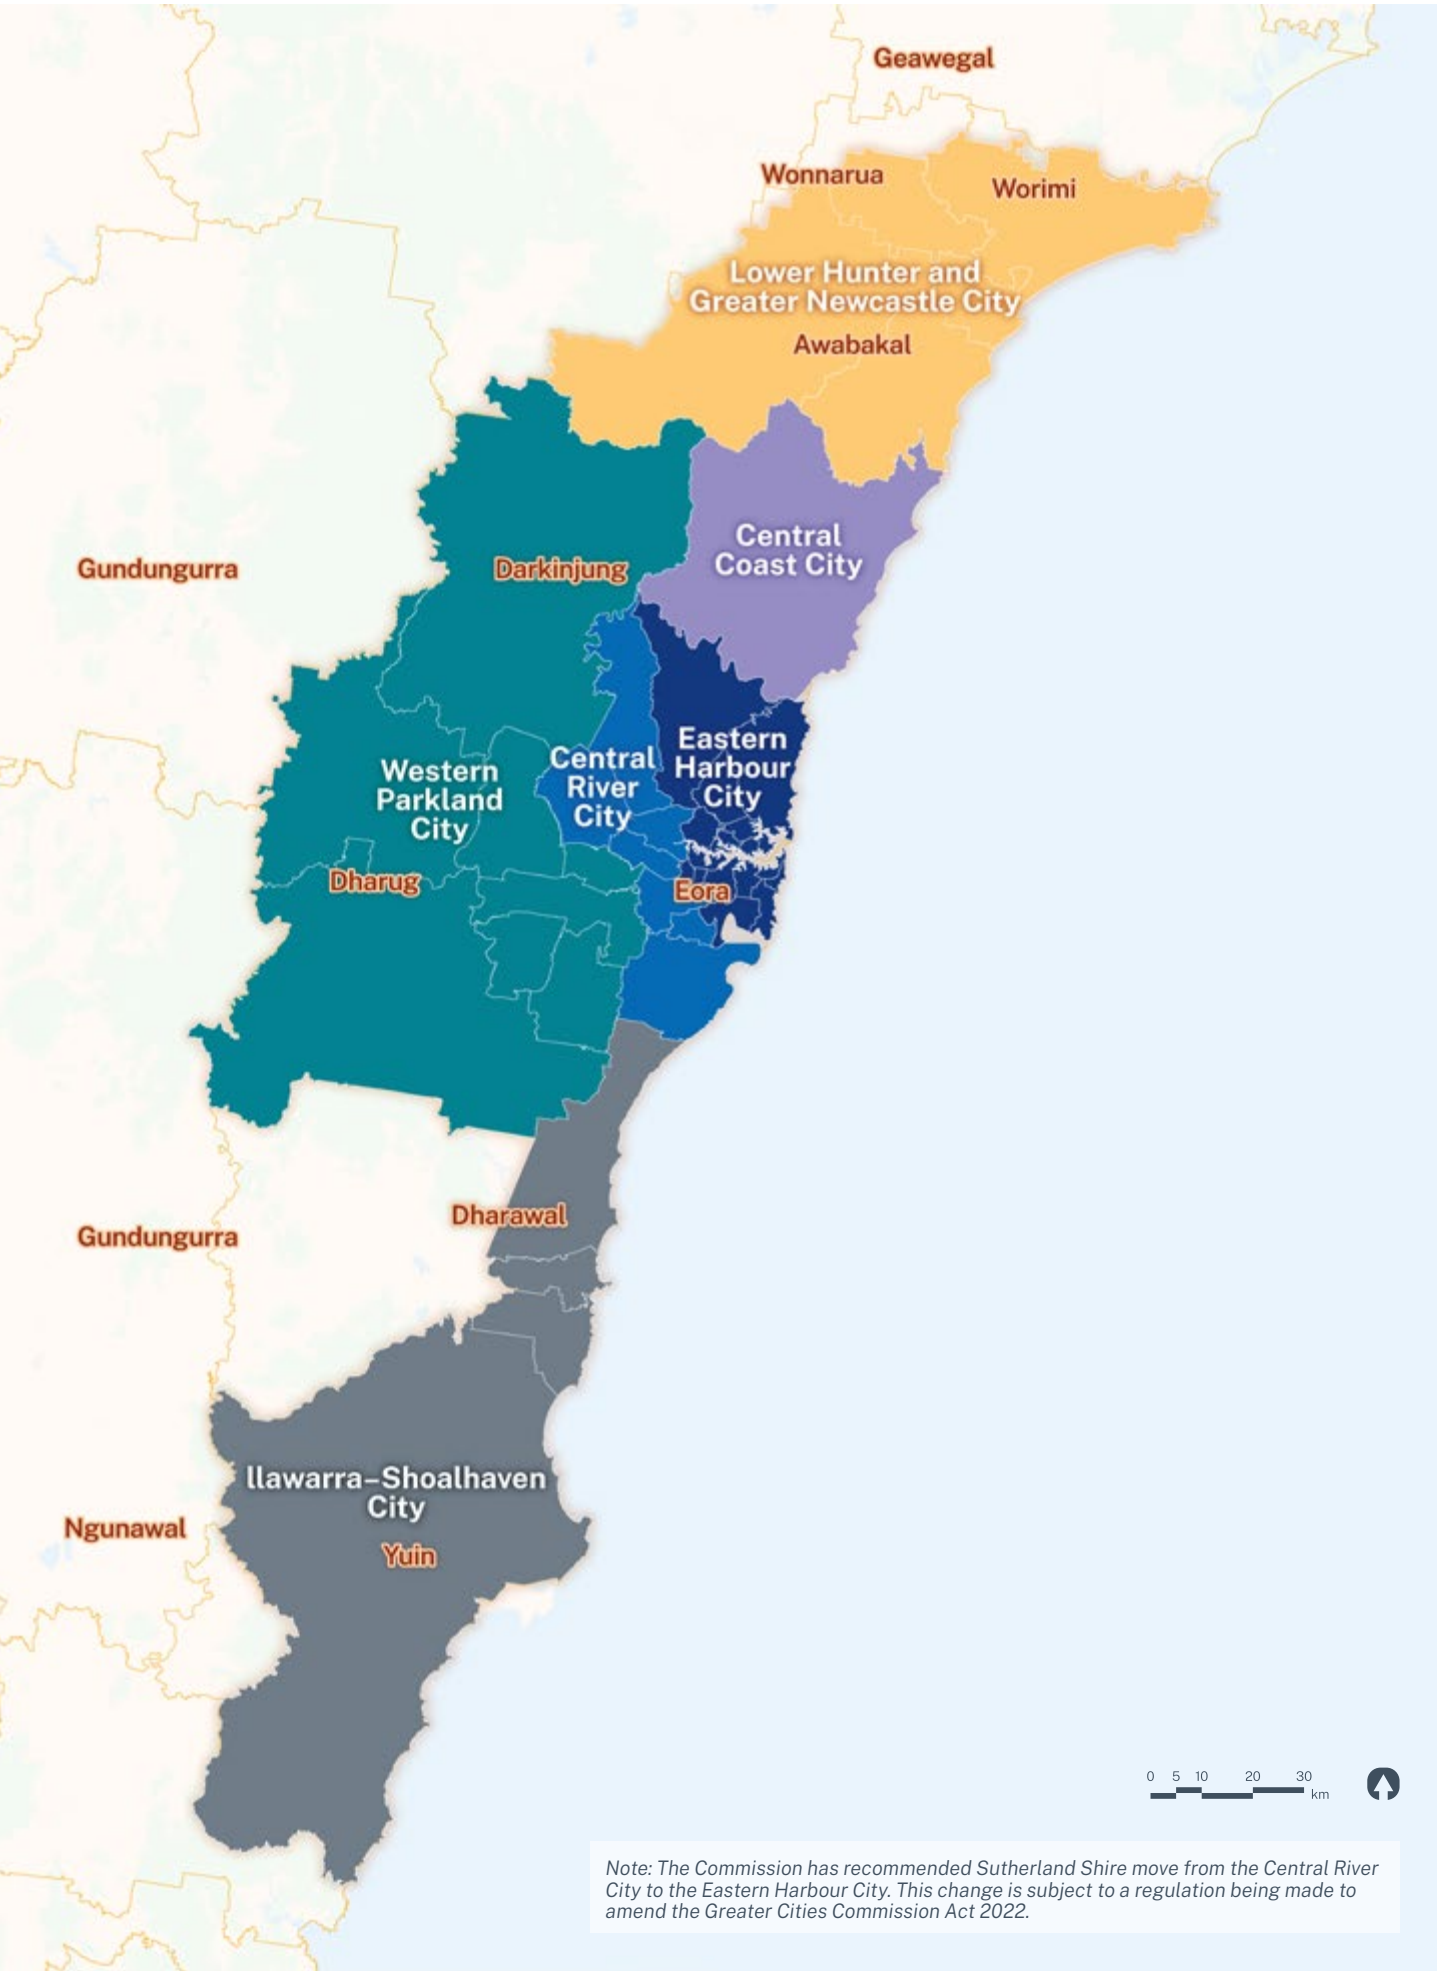 Geawegal
Wonnarua
Worimi
Lower Hunter and
Greater Newcastle City
Awabakal
Central
Coast City
Gundungurra
Darkinjung
Eastern
Harbour
City
Central
River
City
Western
Parkland
City
Dharug
Eora
Dharawal
Gundungurra
llawarra–Shoalhaven
City
Ngunawal
Yuin
0 5 10 20 30
km
Note: The Commission has recommended Sutherland Shire move from the Central River
City to the Eastern Harbour City. This change is subject to a regulation being made to
amend the Greater Cities Commission Act 2022.